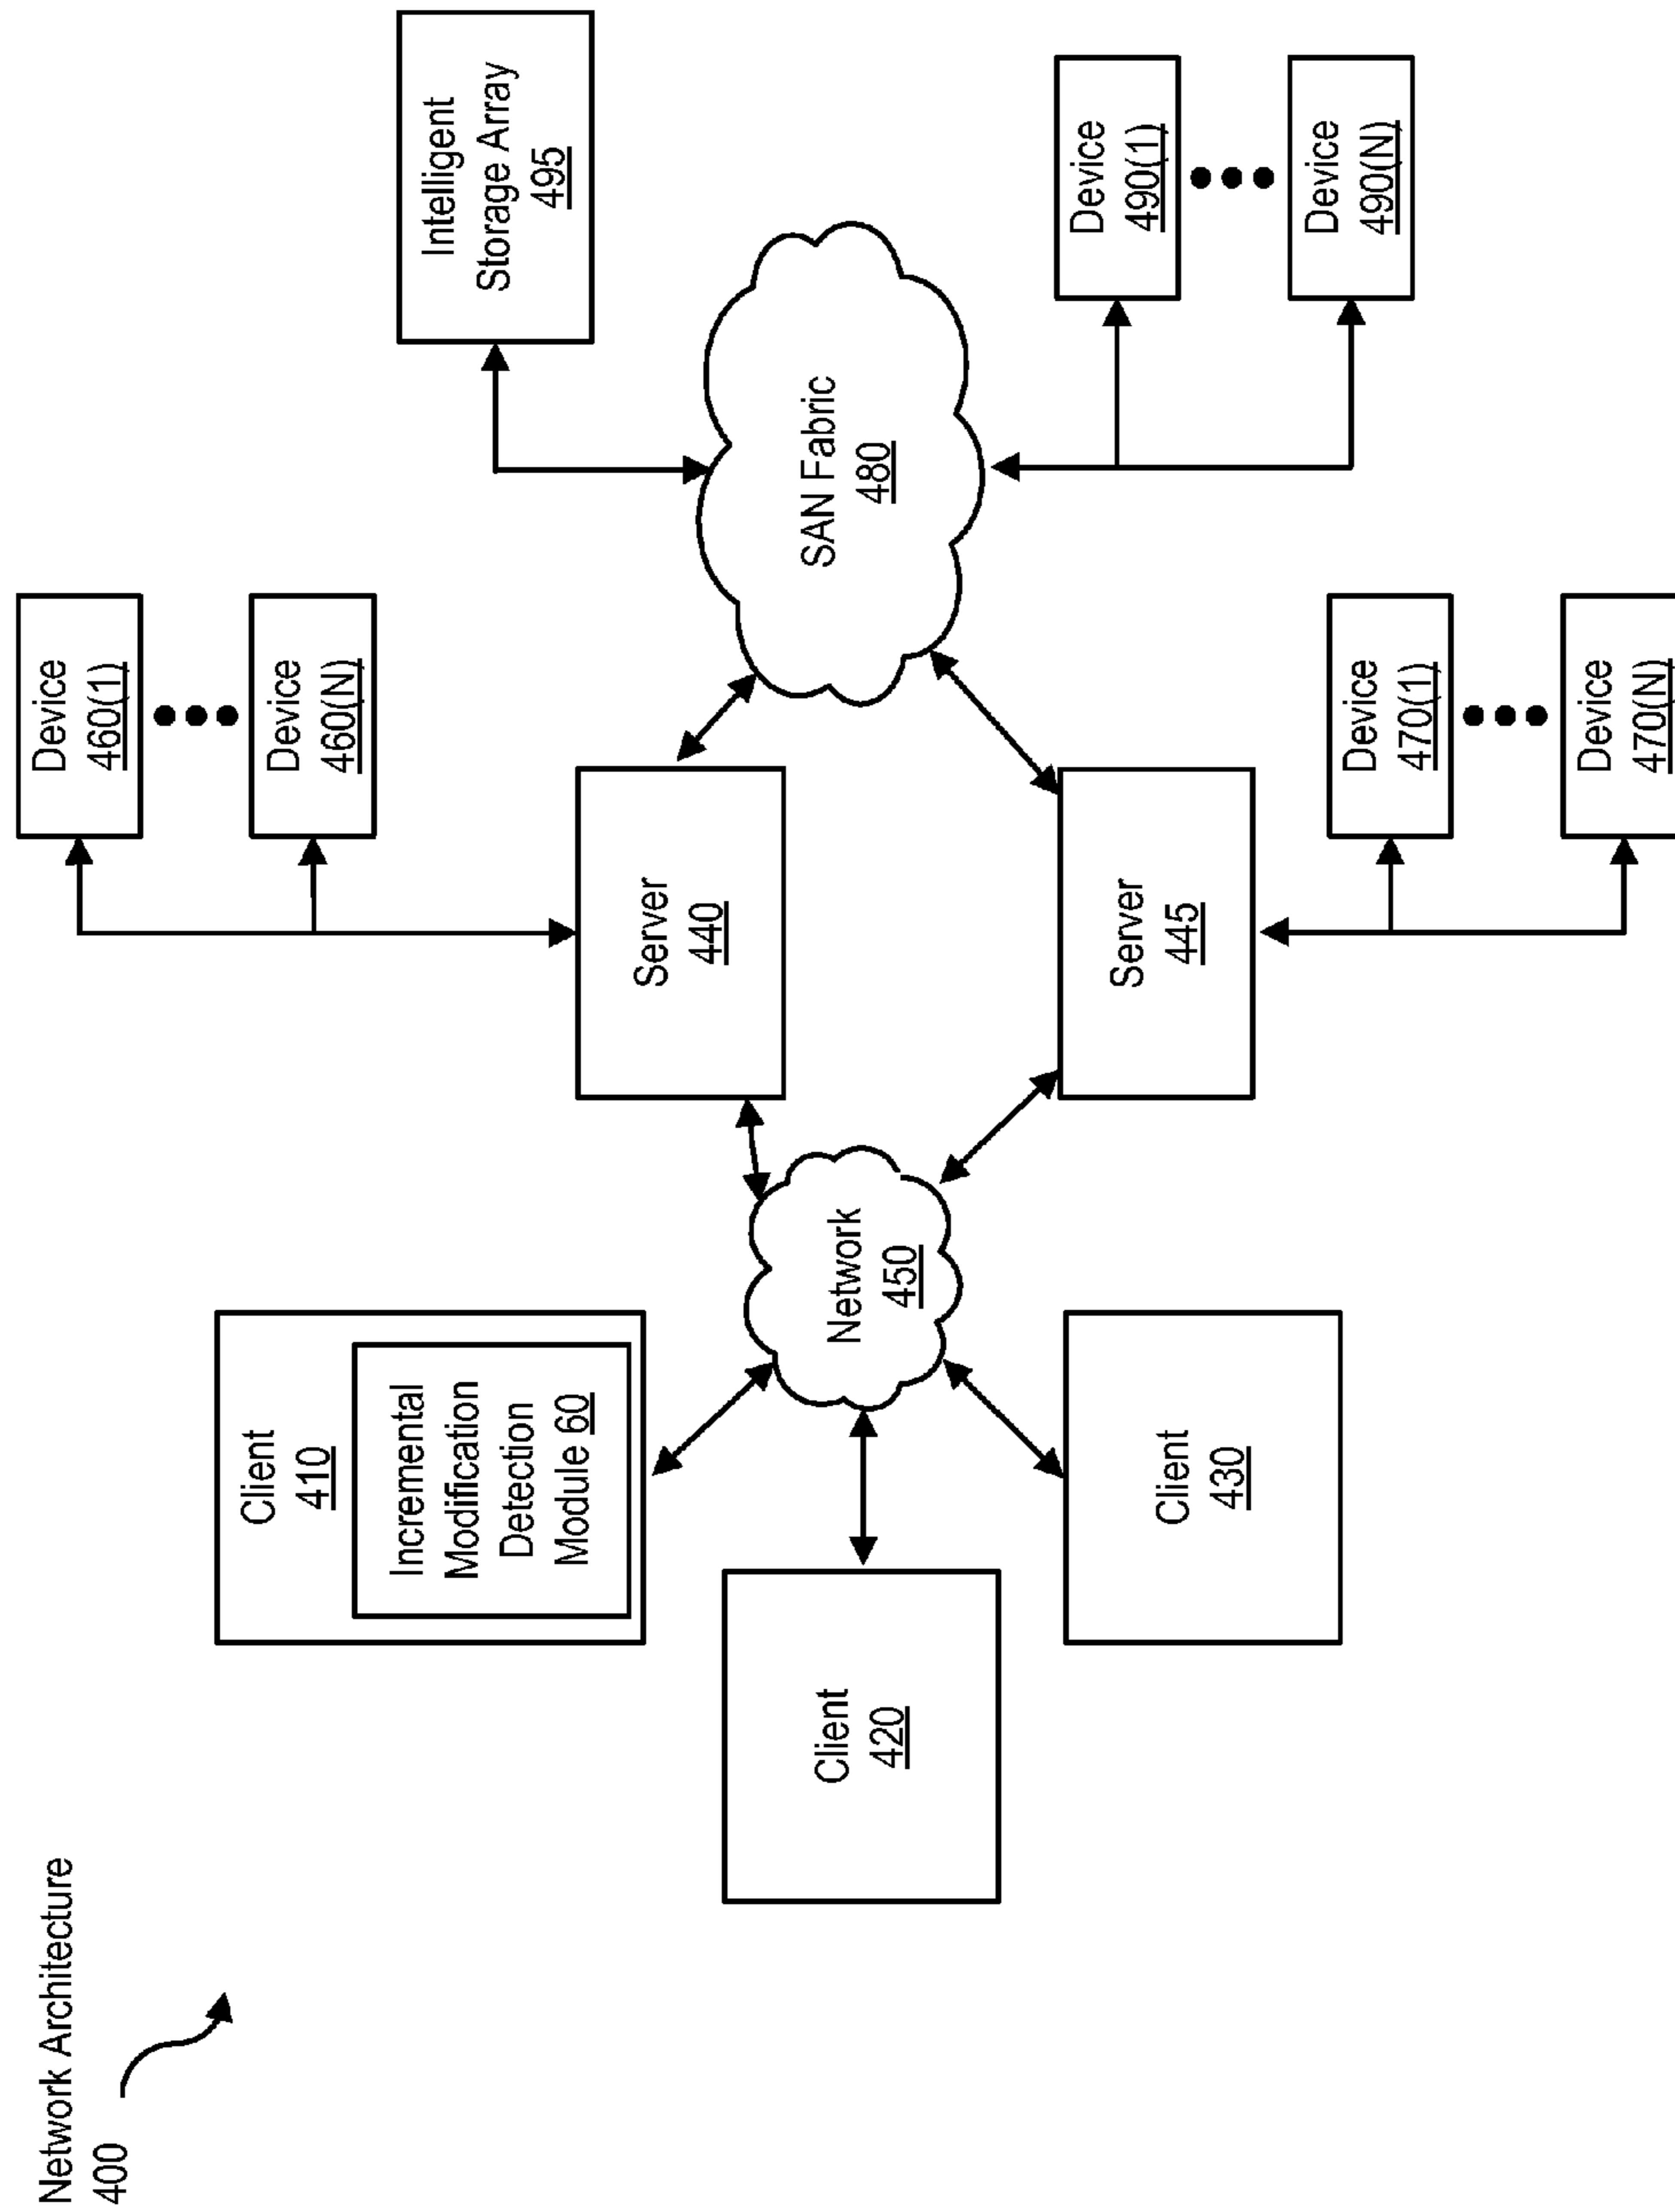 Network Architecture
400
Client
410
Incremental
Modification
Detection
Module 60
Client
420
Client
430
Network
450
Server
440
Server
445
Device
460(1)
Device
460(N)
Device
470(1)
Device
470(N)
SAN Fabric
480
Intelligent
Storage Array
495
Device
490(1)
Device
490(N)